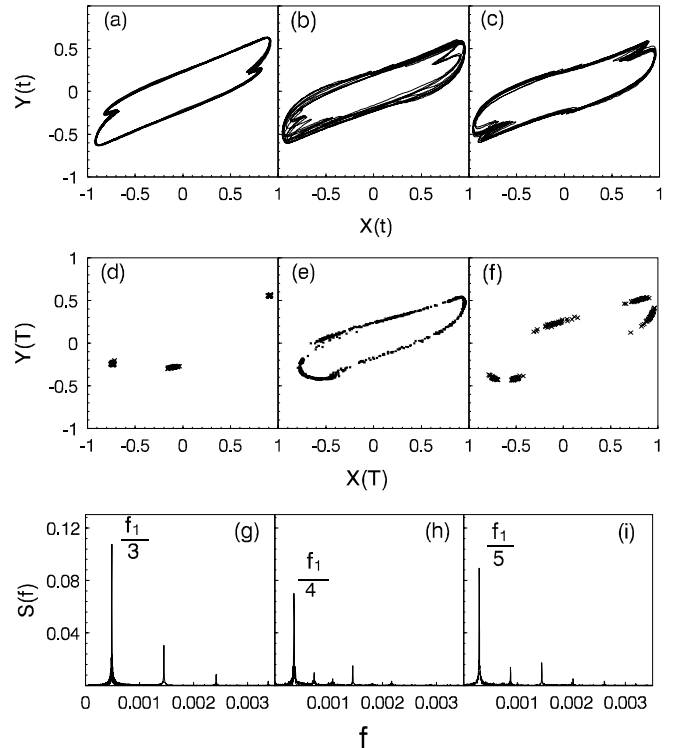 (a) (b) (c)
Y(t)
0.5
0
-0.5
-1
-1 -0.5 0 0.5 -1 -0.5 0 0.5 -1 -0.5 0 0.5 1
X(t)
(d) (e) (f)
Y(T)
1
0.5
0
-0.5
-1
-1 -0.5 0 0.5 -1 -0.5 0 0.5 -1 -0.5 0 0.5 1
X(T)
(g) (h) (i)
S(f)
0.12
0.08
0.04
f1/3
f1/4
f1/5
0 0.001 0.002 0.003 0.001 0.002 0.003 0.001 0.002 0.003
f